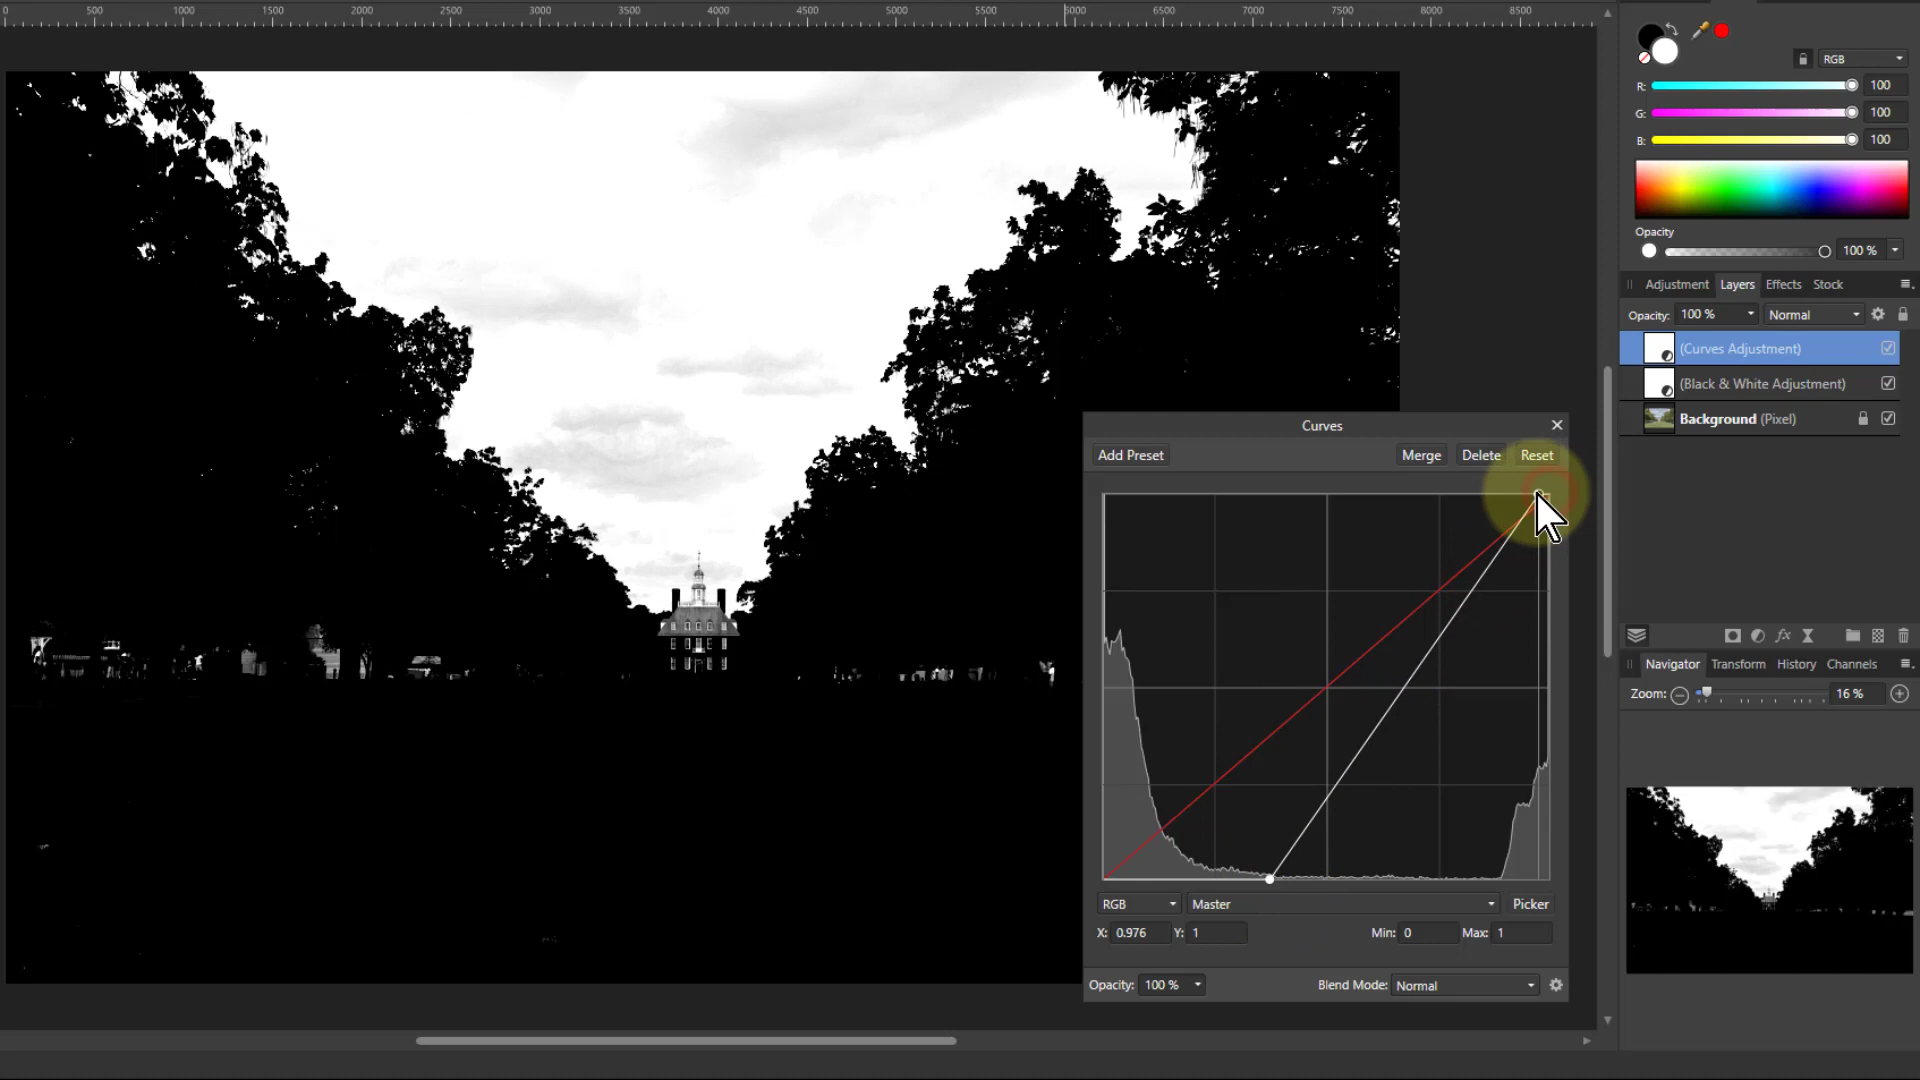 0 500 1000 1500 2000 2500 3000 3500 4000 4500 5000 5500 6000 6500 7000 7500 8000 8500
RGB
R: 100
G: 100
B: 100
Opacity
100 %
Adjustment Layers Effects Stock
Opacity: 100 % Normal
(Curves Adjustment)
(Black & White Adjustment)
Background (Pixel)
fx
Navigator Transform History Channels
Zoom: 16 %
Curves
Add Preset Merge Delete Reset
RGB Master Picker
X: 0.976 Y: 1 Min: 0 Max: 1
Opacity: 100 % Blend Mode: Normal